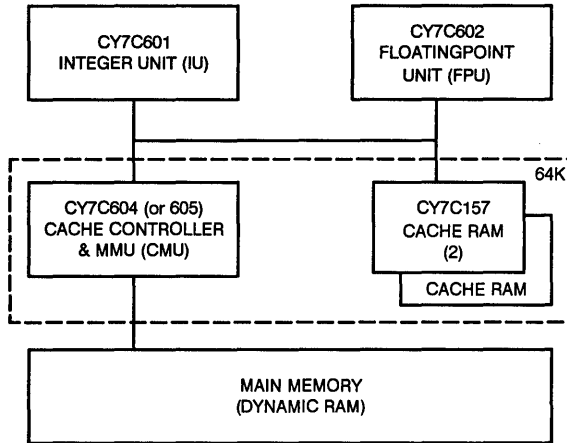 CY7C601
INTEGER UNIT (IU)
CY7C602
FLOATINGPOINT
UNIT (FPU)
64K
CY7C604 (or 605)
CACHE CONTROLLER
& MMU (CMU)
CY7C157
CACHE RAM
(2)
CACHE RAM
MAIN MEMORY
(DYNAMIC RAM)